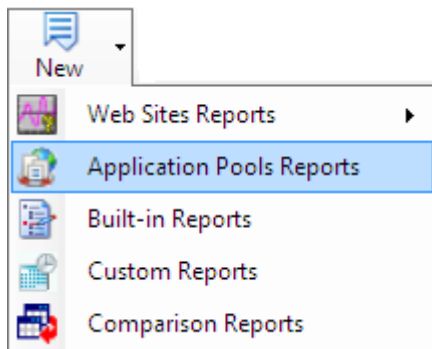 New
Web Sites Reports
Application Pools Reports
Built-in Reports
Custom Reports
Comparison Reports